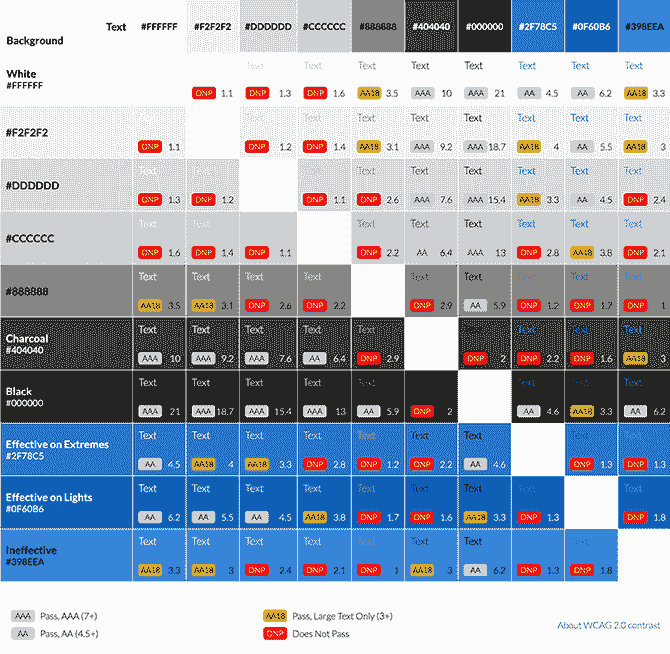 Text #FFFFFF #F2F2F2 #DDDDDD #CCCCCC #888888 #404040 #000000 #2F78C5 #0F60B6 #398EEA
Background
White Text Text Text Text Text Text Text Text Text
#FFFFFF DNP 1.1 DNP 1.3 DNP 1.6 AA18 3.5 AAA 10 AAA 21 AA 4.5 AA 6.2 AA18 3.3
Text Text Text Text Text Text Text Text Text
#F2F2F2 DNP 1.1 DNP 1.2 DNP 1.4 AA18 3.1 AAA 9.2 AAA 18.7 AA18 4 AA 5.5 AA18 3
Text Text Text Text Text Text Text Text Text
#DDDDDD DNP 1.3 DNP 1.2 DNP 1.1 DNP 2.6 AAA 7.6 AAA 15.4 AA18 3.3 AA 4.5 DNP 2.4
Text Text Text Text Text Text Text Text
#CCCCCC DNP 1.6 DNP 1.4 DNP 1.1 DNP 2.2 AA 6.4 AAA 13 DNP 2.8 AA18 3.8 DNP 2.1
Text Text Text Text Text Text Text Text
#888888 AA18 3.5 AA18 3.1 DNP 2.6 DNP 2.2 DNP 2.9 AA 5.9 DNP 1.2 DNP 1.7 DNP 1
Charcoal Text Text Text Text Text Text Text Text
#404040 AAA 10 AAA 9.2 AAA 7.6 AA 6.4 DNP 2.9 DNP 2 DNP 2.2 DNP 1.6 AA18 3
Black Text Text Text Text Text Text Text Text
#000000 AAA 21 AAA 18.7 AAA 15.4 AAA 13 AA 5.9 DNP 2 AA 4.6 AA18 3.3 AA 6.2
Effective on Extremes Text Text Text Text Text Text Text
#2F78C5 AA 4.5 AA18 4 AA18 3.3 DNP 2.8 DNP 1.2 DNP 2.2 AA 4.6 DNP 1.3 DNP 1.3
Effective on Lights Text Text Text Text Text Text Text Text
#0F60B6 AA 6.2 AA 5.5 AA 4.5 AA18 3.8 DNP 1.7 DNP 1.6 AA18 3.3 DNP 1.3 DNP 1.8
Ineffective Text Text Text Text Text Text Text
#398EEA AA18 3.3 AA18 3 DNP 2.4 DNP 2.1 DNP 1 AA18 3 AA 6.2 DNP 1.3 DNP 1.8
AAA Pass, AAA (7+) AA18 Pass, Large Text Only (3+)
AA Pass, AA (4.5+) DNP Does Not Pass
About WCAG 2.0 contrast